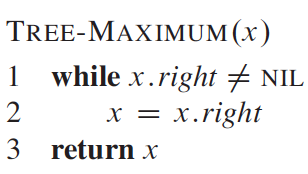 TREE-MAXIMUM(x)
1 while x.right ≠ NIL
2 x = x.right
3 return x